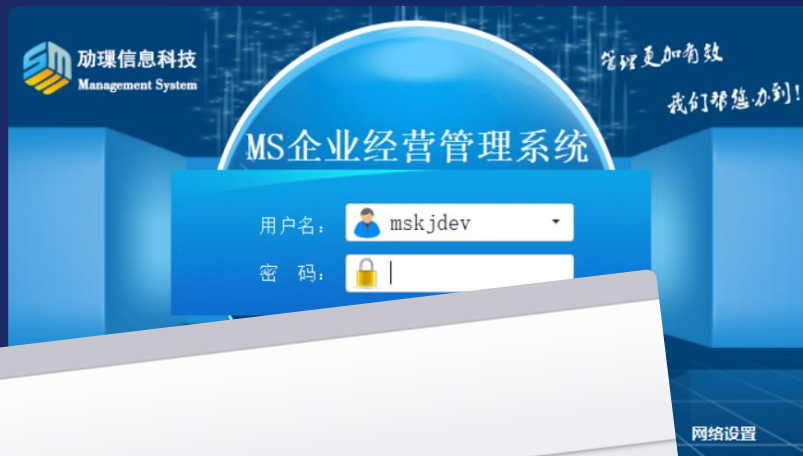 劢璞信息科技
Management System
管理更加有效
我们帮您办到!
MS企业经营管理系统
用户名:
mskjdev
密 码:
网络设置